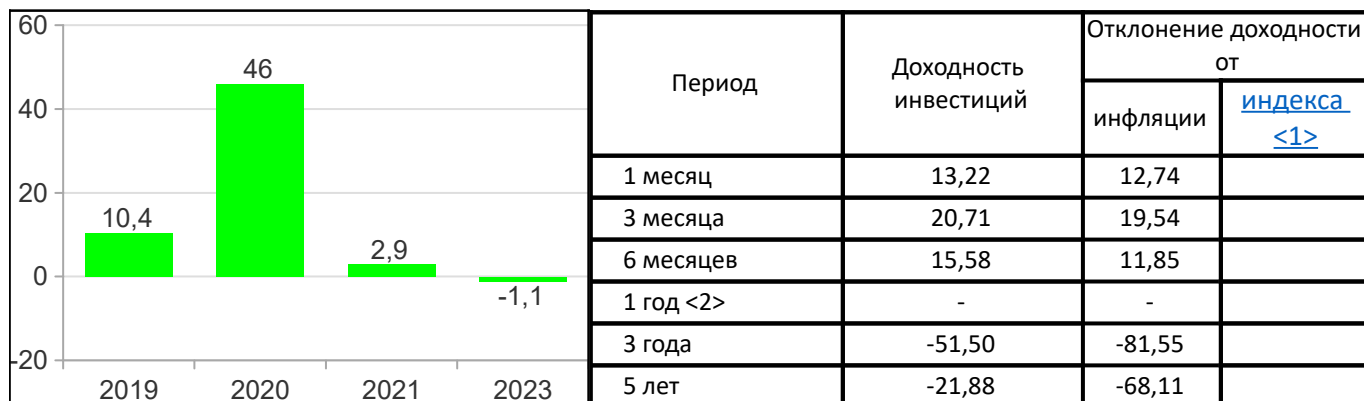 60
46
40
20
10,4
2,9
0
-1,1
-20
2019 2020 2021 2023
Период
Доходность
инвестиций
Отклонение доходности
от
инфляции
индекса
<1>
1 месяц 13,22 12,74
3 месяца 20,71 19,54
6 месяцев 15,58 11,85
1 год <2> - -
3 года -51,50 -81,55
5 лет -21,88 -68,11